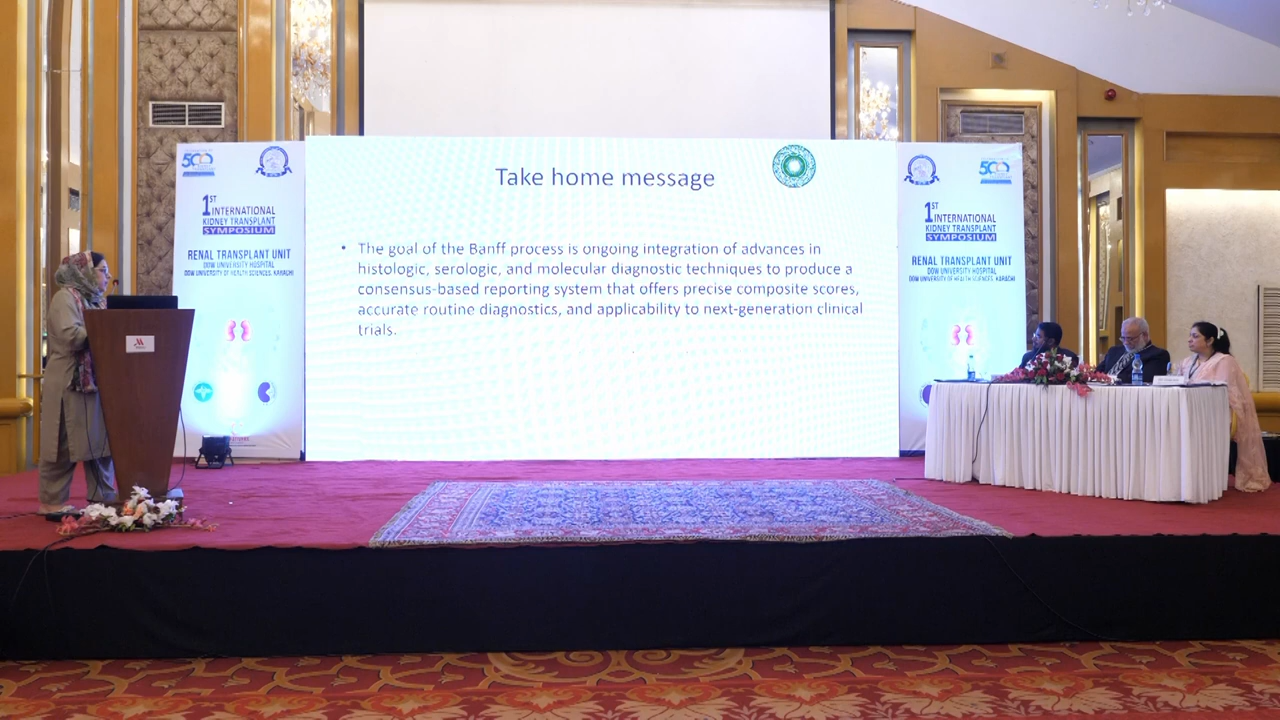 500
1ST
INTERNATIONAL
KIDNEY TRANSPLANT
SYMPOSIUM
RENAL TRANSPLANT UNIT
DOW UNIVERSITY HOSPITAL
DOW UNIVERSITY OF HEALTH SCIENCES, KARACHI
Take home message
• The goal of the Banff process is ongoing integration of advances in
histologic, serologic, and molecular diagnostic techniques to produce a
consensus-based reporting system that offers precise composite scores,
accurate routine diagnostics, and applicability to next-generation clinical
trials.
500
1ST
INTERNATIONAL
KIDNEY TRANSPLANT
SYMPOSIUM
RENAL TRANSPLANT UNIT
DOW UNIVERSITY HOSPITAL
DOW UNIVERSITY OF HEALTH SCIENCES, KARACHI